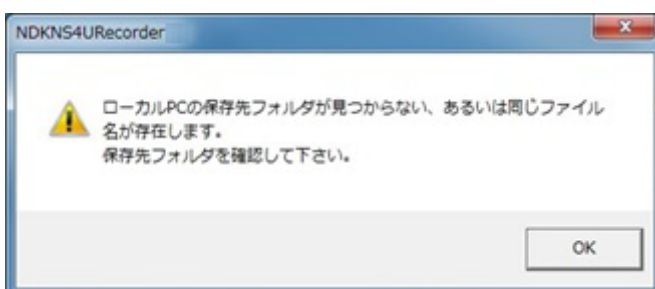 NDKNS4URecorder
ローカルPCの保存先フォルダが見つからない、あるいは同じファイル
名が存在します。
保存先フォルダを確認して下さい。
OK